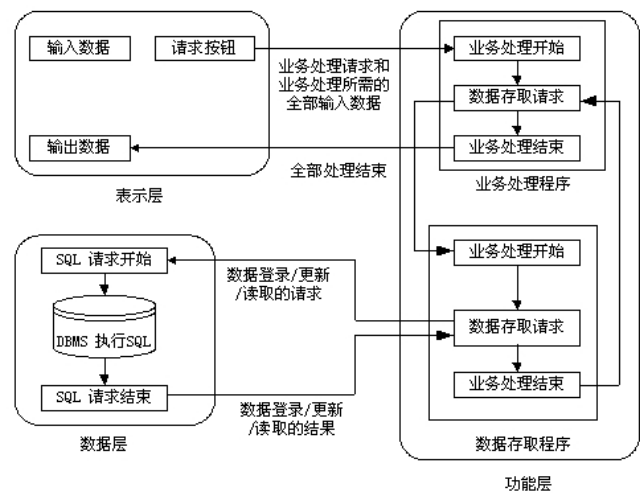 输入数据
请求按钮
业务处理请求和
业务处理所需的
全部输入数据
输出数据
全部处理结束
表示层
业务处理开始
数据存取请求
业务处理结束
业务处理程序
SQL 请求开始
DBMS 执行SQL
SQL 请求结束
数据层
数据登录/更新
/读取的请求
数据登录/更新
/读取的结果
业务处理开始
数据存取请求
业务处理结束
数据存取程序
功能层